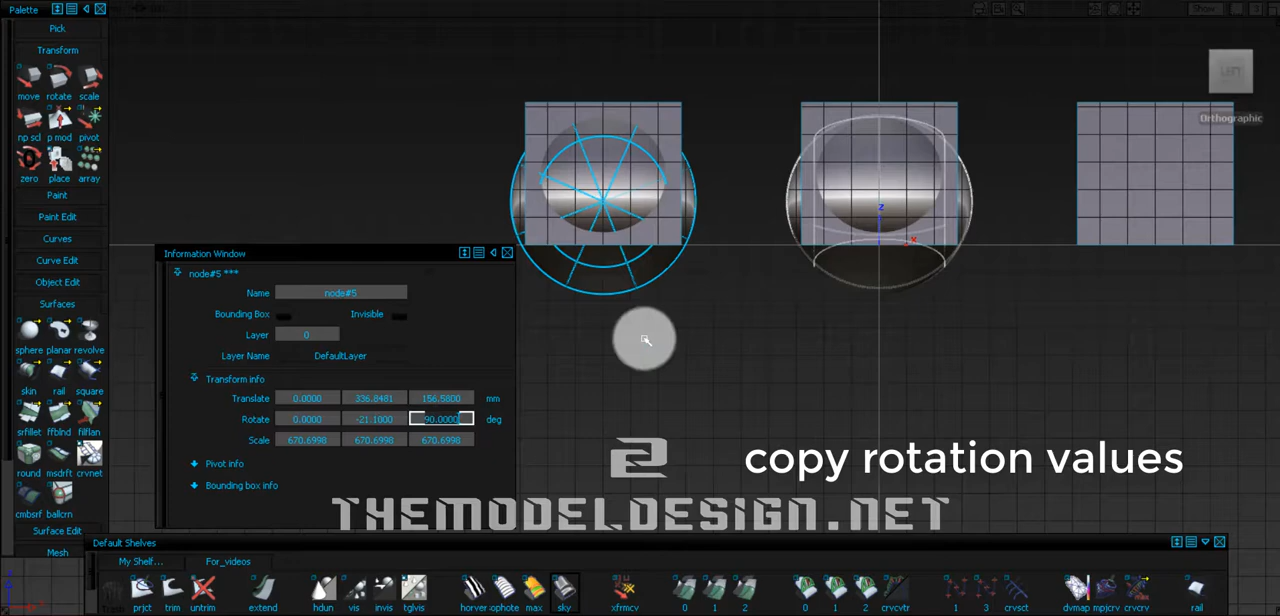 Palette
Pick
Transform
move rotate scale
np scl p mod pivot
zero place array
Paint
Paint Edit
Curves
Curve Edit
Object Edit
Surfaces
sphere planar revolve
skin rail square
srfillet ffblnd filflan
round msdrft crvnet
cmbsrf ballcrn
Surface Edit
Mesh
Show
LEFT
Orthographic
z
x
Information Window
node#5 ***
Name node#5
Bounding Box Invisible
Layer 0
Layer Name DefaultLayer
Transform info
Translate 0.0000 336.8481 156.5800 mm
Rotate 0.0000 -21.1000 90.0000 deg
Scale 670.6998 670.6998 670.6998
Pivot info
Bounding box info
2 copy rotation values
THEMODELDESIGN.NET
Default Shelves
My Shelf... For_videos
Trash prjct trim untrim extend hdun vis invis tglvis horver isophote max sky xfrmcv 0 1 2 0 1 2 crvcvtr 1 3 crvsct dvmap mpjcrv crvcrv rail